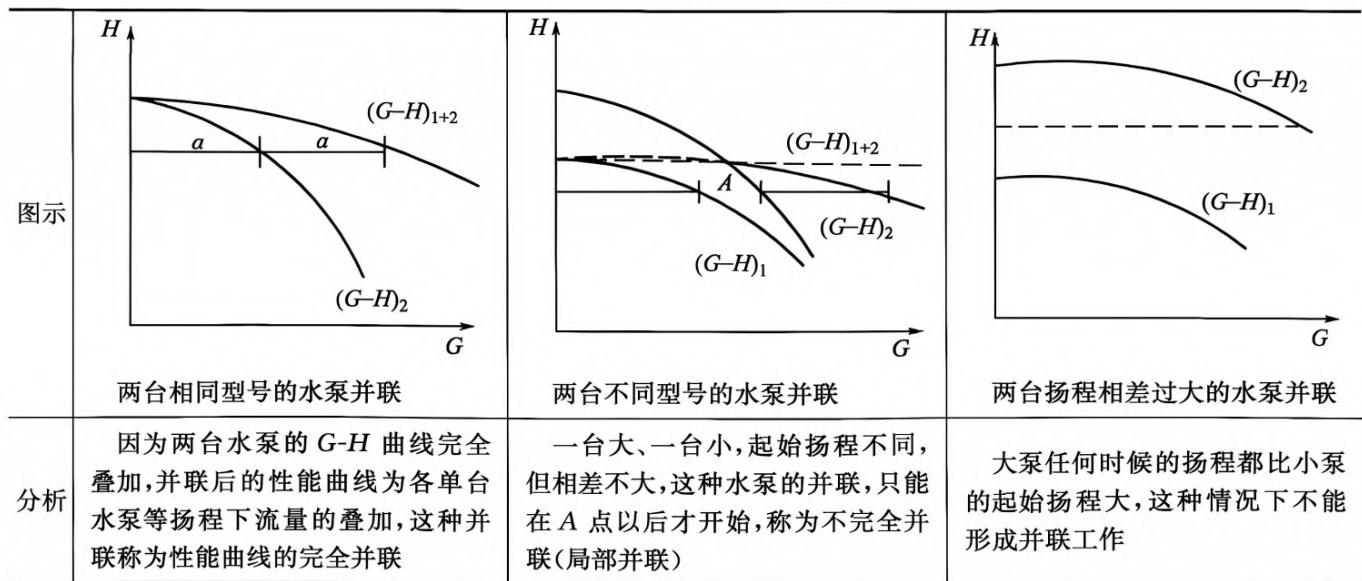 图示
H
(G–H)₁₊₂
a
a
(G–H)₂
G
两台相同型号的水泵并联
H
(G–H)₁₊₂
A
(G–H)₂
(G–H)₁
G
两台不同型号的水泵并联
H
(G–H)₂
(G–H)₁
G
两台扬程相差过大的水泵并联
分析
因为两台水泵的 G-H 曲线完全
叠加,并联后的性能曲线为各单台
水泵等扬程下流量的叠加,这种并
联称为性能曲线的完全并联
一台大、一台小,起始扬程不同,
但相差不大,这种水泵的并联,只能
在 A 点以后才开始,称为不完全并
联(局部并联)
大泵任何时候的扬程都比小泵
的起始扬程大,这种情况下不能
形成并联工作